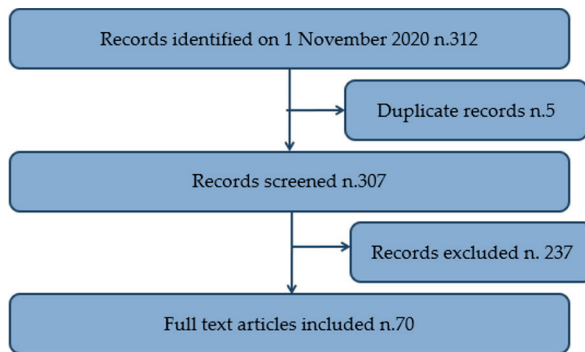 Records identified on 1 November 2020 n.312
Duplicate records n.5
Records screened n.307
Records excluded n. 237
Full text articles included n.70